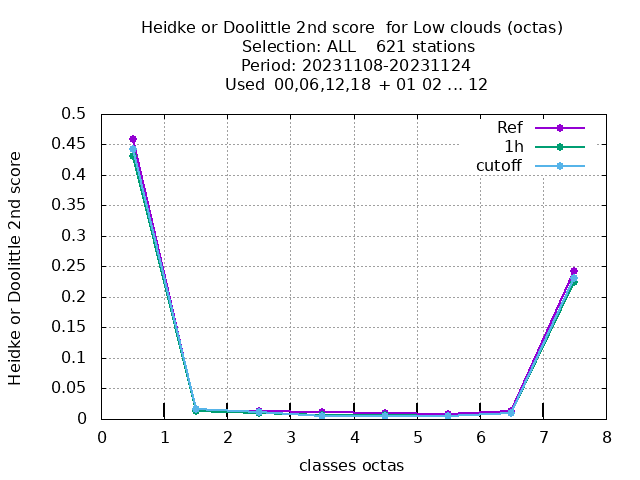 Heidke or Doolittle 2nd score  for Low clouds (octas)
Selection: ALL    621 stations
Period: 20231108-20231124
Used  00,06,12,18 + 01 02 ... 12
Heidke or Doolittle 2nd score
0.5
0.45
0.4
0.35
0.3
0.25
0.2
0.15
0.1
0.05
0
Ref
1h
cutoff
0 1 2 3 4 5 6 7 8
classes octas